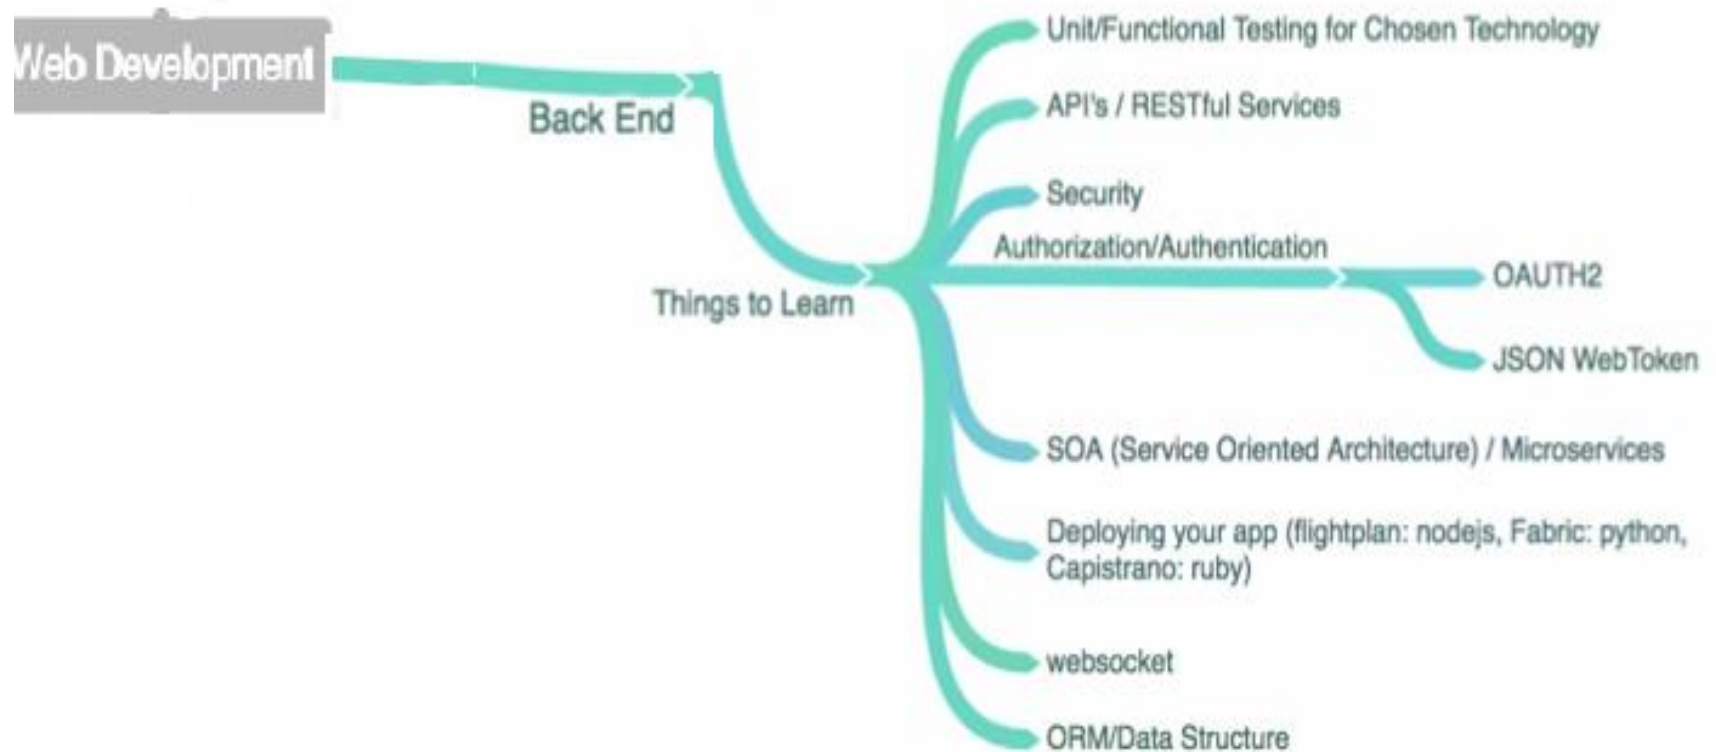 Web Development
Back End
Things to Learn
Unit/Functional Testing for Chosen Technology
API's / RESTful Services
Security
Authorization/Authentication
OAUTH2
JSON WebToken
SOA (Service Oriented Architecture) / Microservices
Deploying your app (flightplan: nodejs, Fabric: python,
Capistrano: ruby)
websocket
ORM/Data Structure